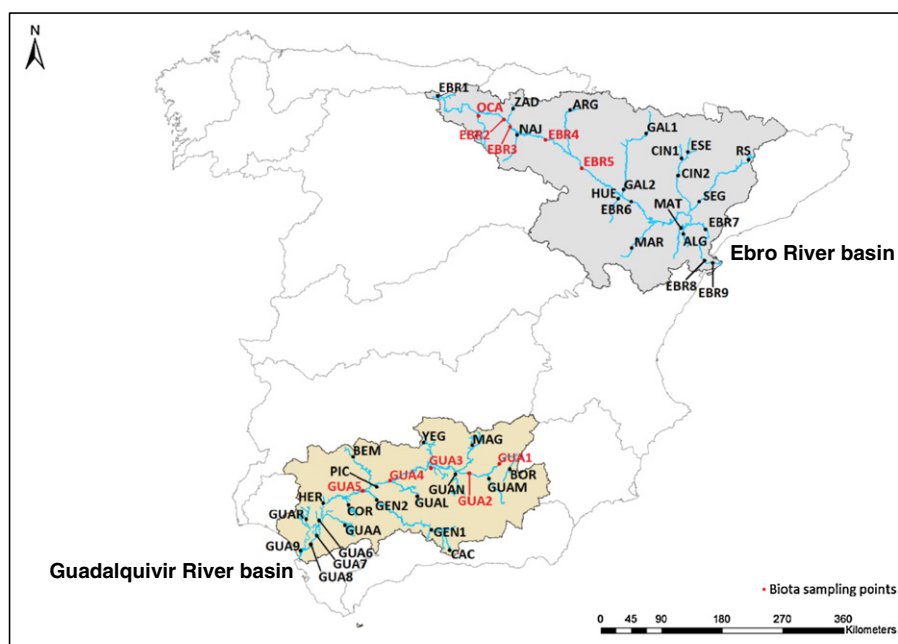 N
EBR1
ZAD
ARG
OCA
NAJ
EBR2
EBR3
EBR4
GAL1
ESE
CIN1
RS
EBR5
CIN2
GAL2
HUE
MAT
SEG
EBR6
EBR7
MAR
ALG
Ebro River basin
EBR8
EBR9
YEG
MAG
BEM
GUA3
GUA1
PIC
GUA4
BOR
GUA5
GUAN
GUAM
HER
GUAL
GUA2
COR
GEN2
GUAR
GUAA
GEN1
GUA9
GUA6
GUA7
CAC
GUA8
Guadalquivir River basin
Biota sampling points
0 45 90 180 270 360
Kilometers